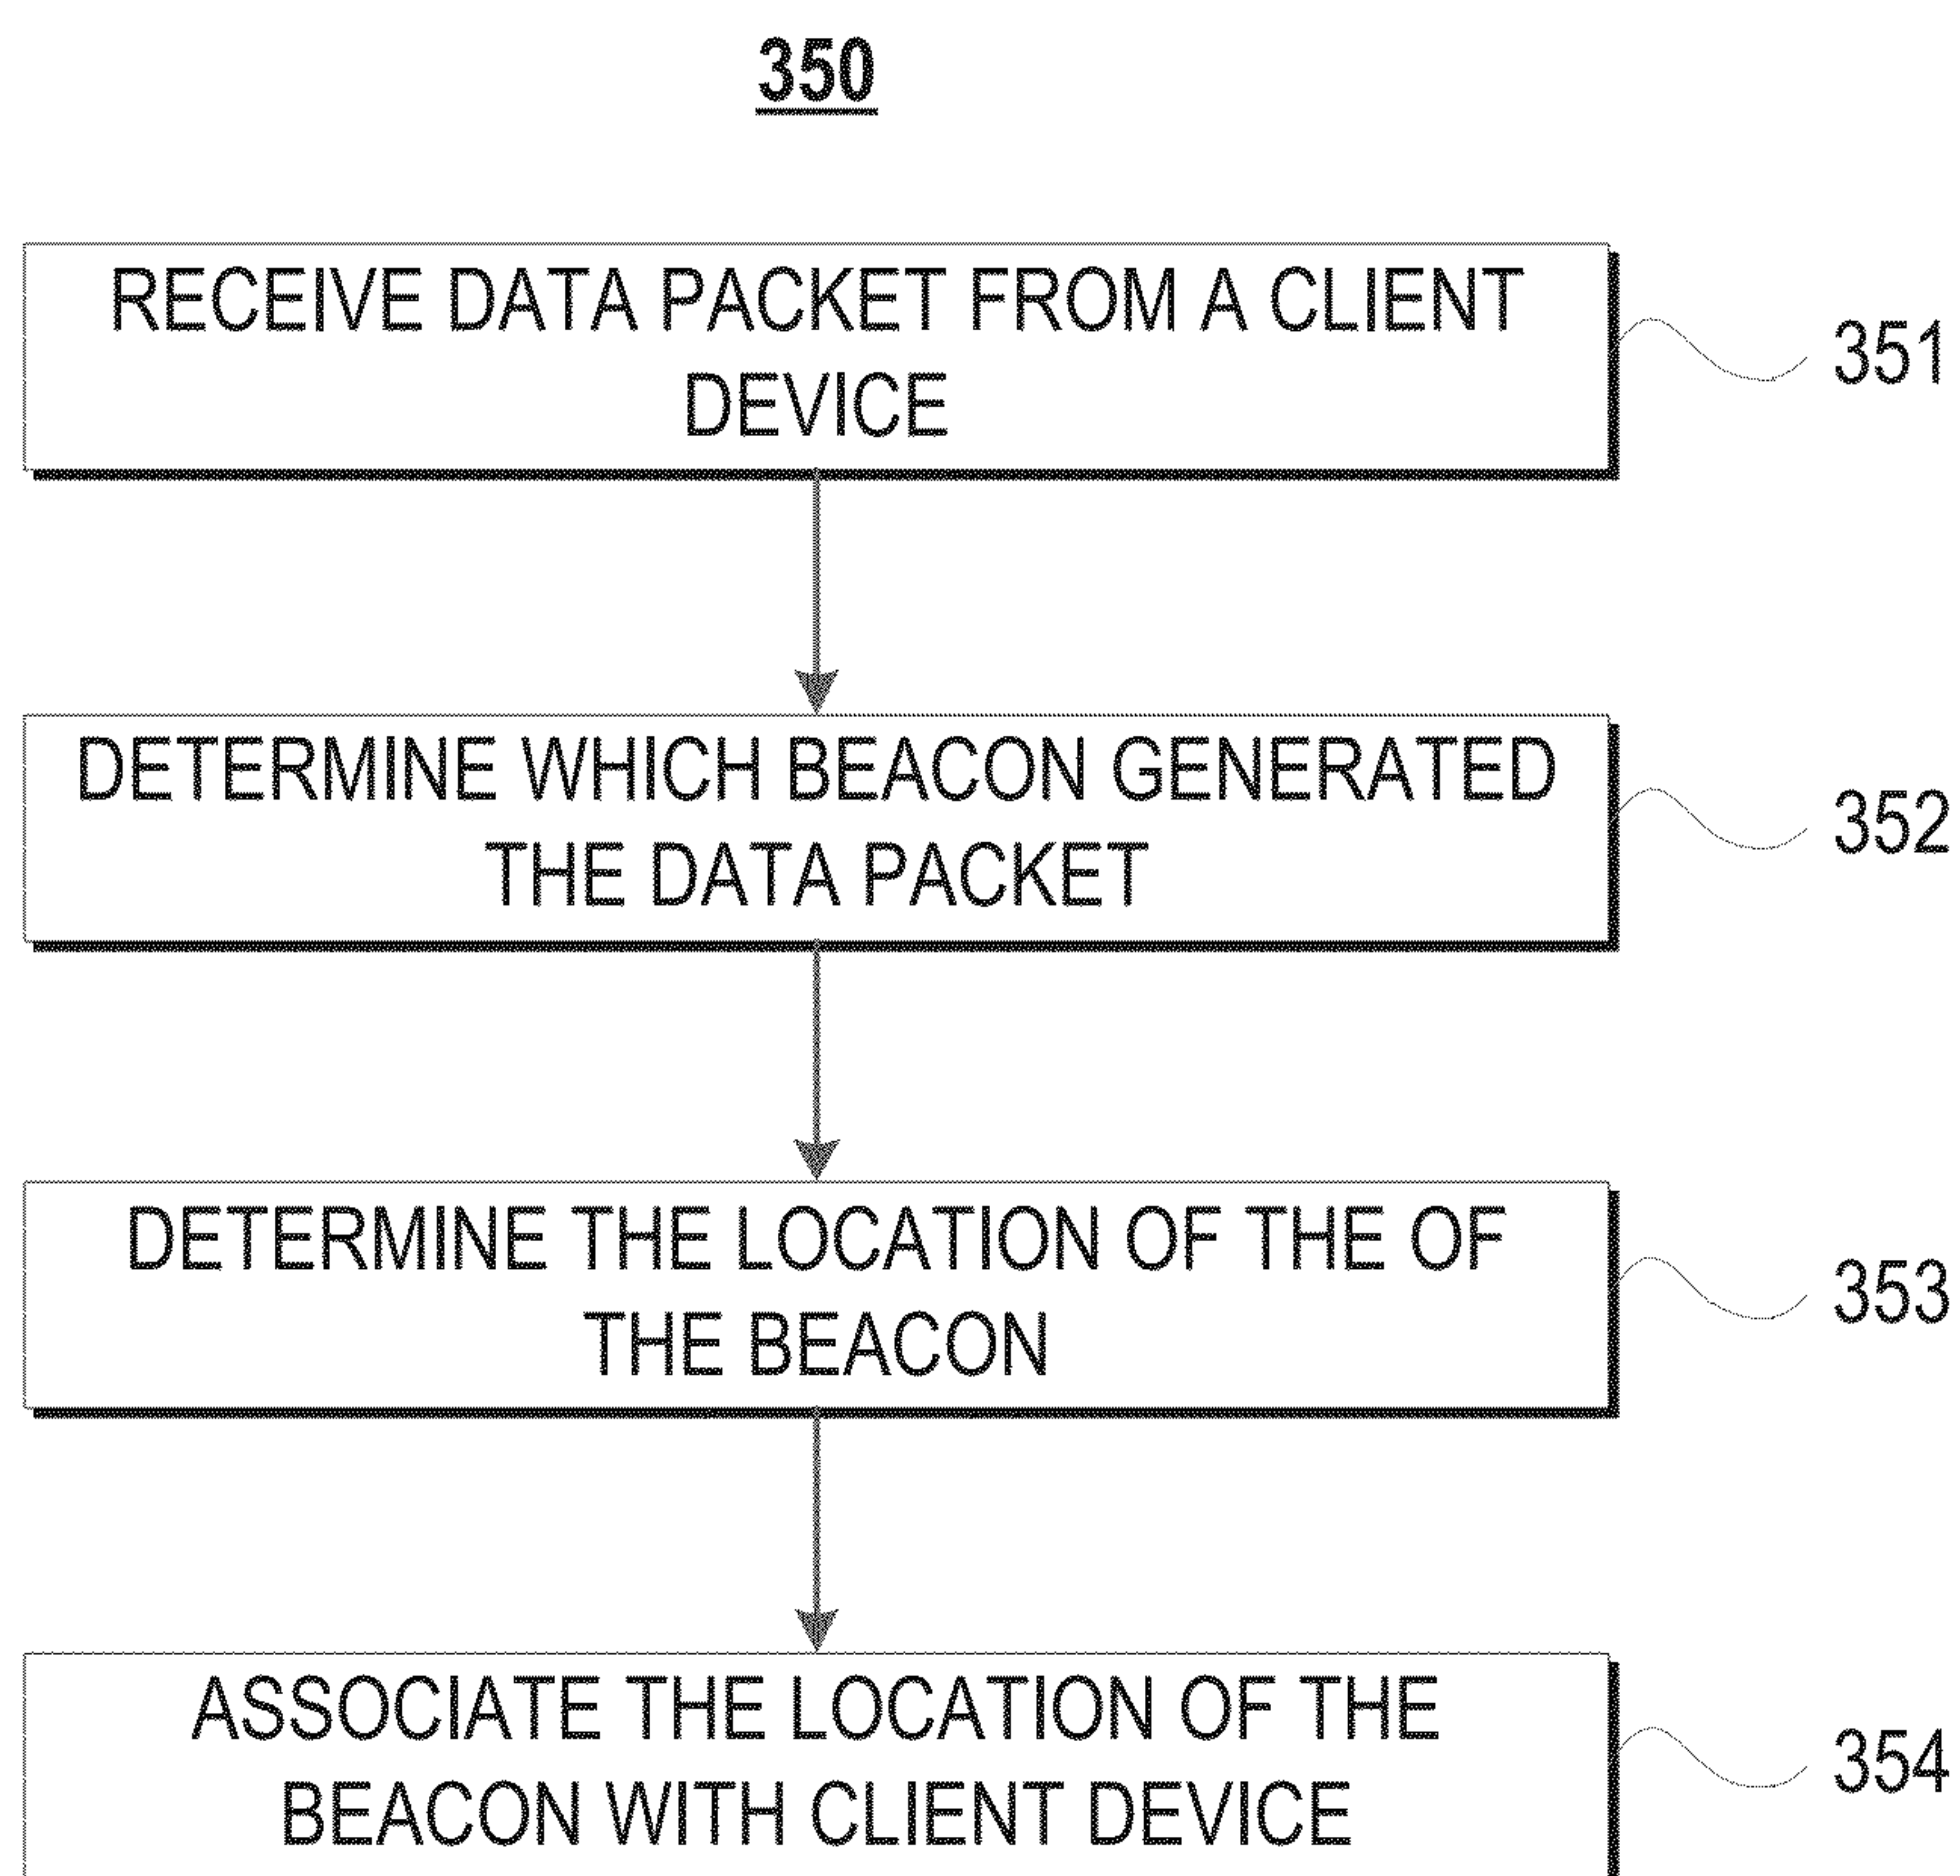 350
RECEIVE DATA PACKET FROM A CLIENT
DEVICE
351
DETERMINE WHICH BEACON GENERATED
THE DATA PACKET
352
DETERMINE THE LOCATION OF THE OF
THE BEACON
353
ASSOCIATE THE LOCATION OF THE
BEACON WITH CLIENT DEVICE
354